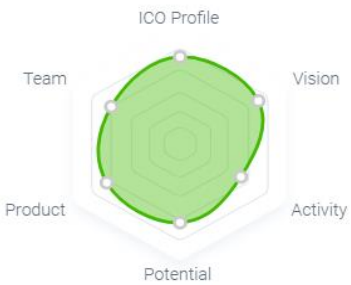 ICO Profile
Team
Vision
Product
Activity
Potential